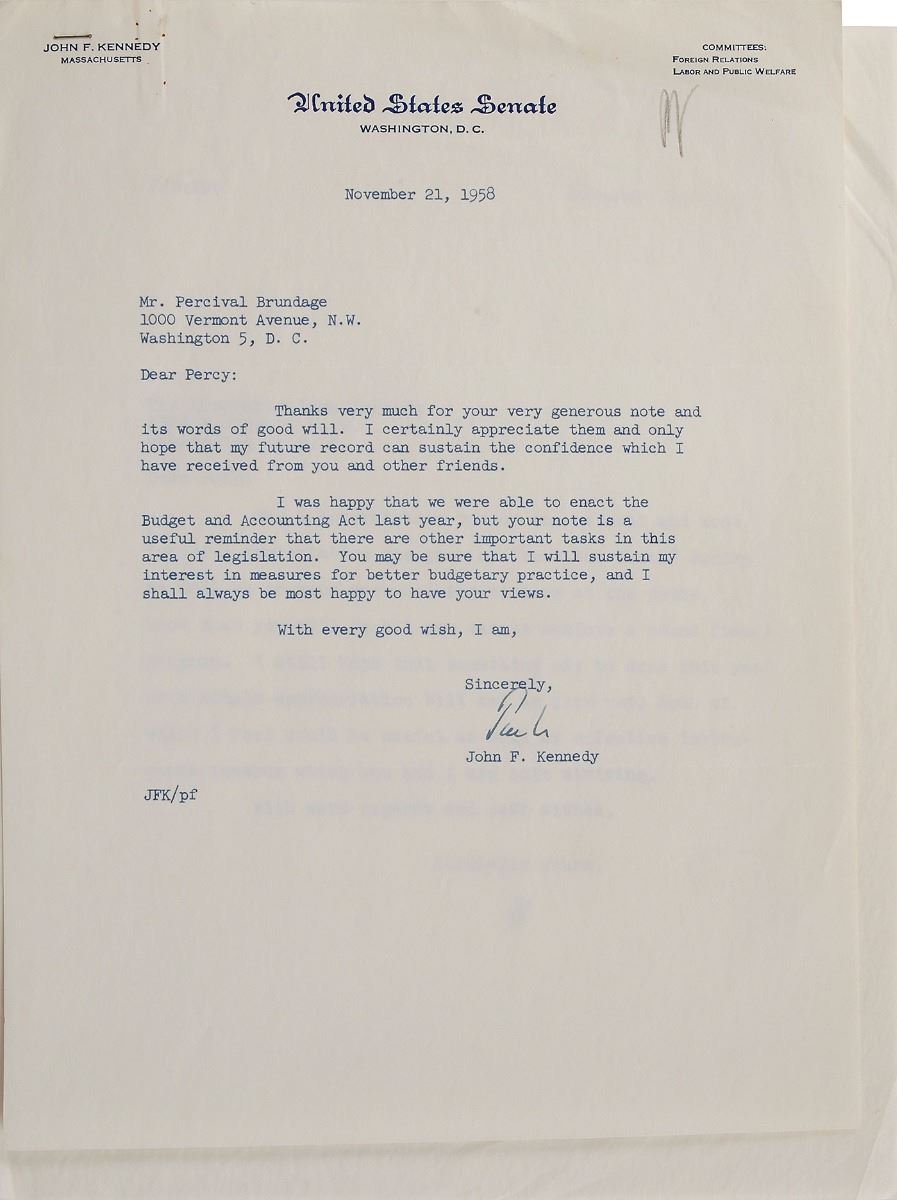 JOHN F. KENNEDY
MASSACHUSETTS
COMMITTEES:
FOREIGN RELATIONS
LABOR AND PUBLIC WELFARE
United States Senate
WASHINGTON, D. C.
November 21, 1958
Mr. Percival Brundage
1000 Vermont Avenue, N.W.
Washington 5, D. C.
Dear Percy:
Thanks very much for your very generous note and
its words of good will. I certainly appreciate them and only
hope that my future record can sustain the confidence which I
have received from you and other friends.
I was happy that we were able to enact the
Budget and Accounting Act last year, but your note is a
useful reminder that there are other important tasks in this
area of legislation. You may be sure that I will sustain my
interest in measures for better budgetary practice, and I
shall always be most happy to have your views.
With every good wish, I am,
Sincerely,
John F. Kennedy
JFK/pf